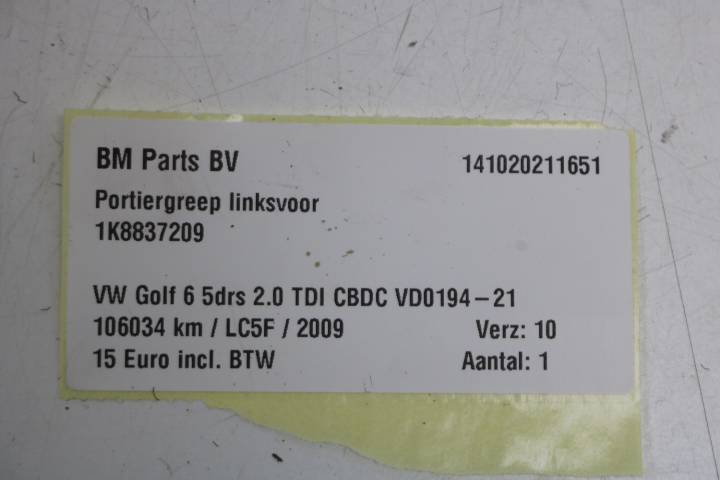 BM Parts BV 141020211651
Portiergreep linksvoor
1K8837209
VW Golf 6 5drs 2.0 TDI CBDC VD0194-21
106034 km / LC5F / 2009 Verz: 10
15 Euro incl. BTW Aantal: 1